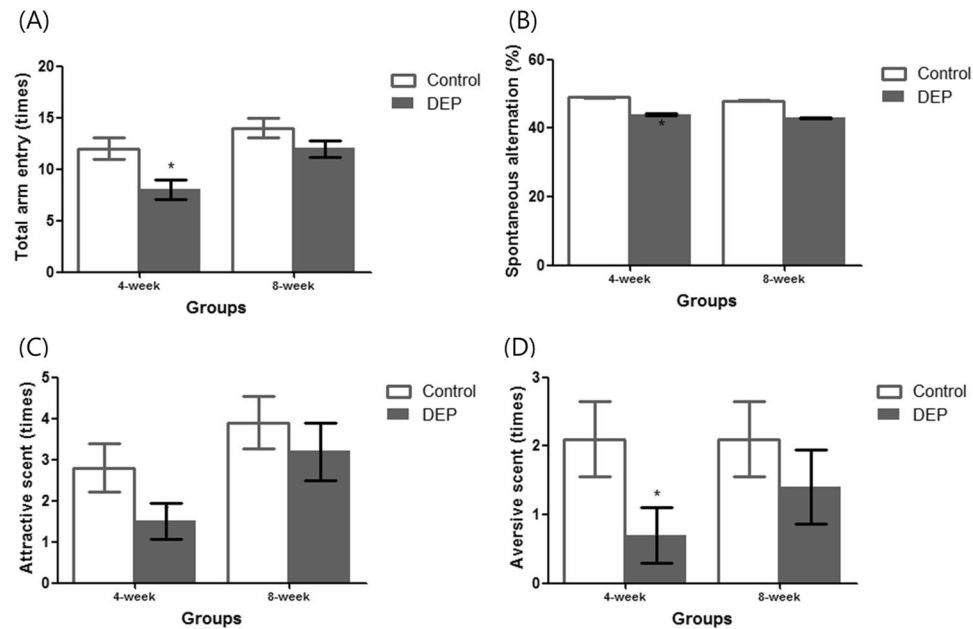 (A)
Total arm entry (times)
20
15
10
5
0
*
Control
DEP
4-week
8-week
Groups
(B)
Spontaneous alternation (%)
60
40
20
0
*
Control
DEP
4-week
8-week
Groups
(C)
Attractive scent (times)
5
4
3
2
1
0
Control
DEP
4-week
8-week
Groups
(D)
Aversive scent (times)
3
2
1
0
*
Control
DEP
4-week
8-week
Groups